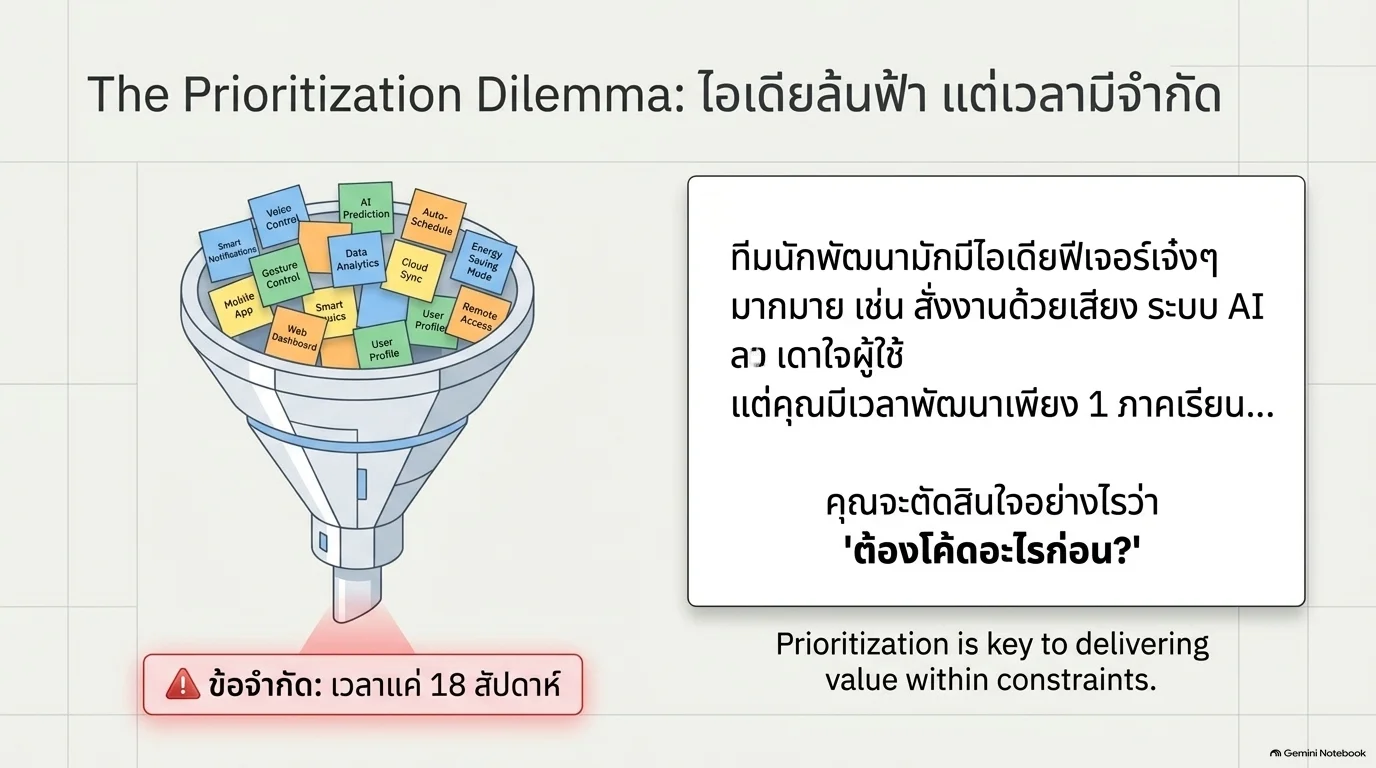 The Prioritization Dilemma: ไอเดียล้นฟ้า แต่เวลามีจำกัด
Voice
Control
AI
Prediction
Auto-
Schedule
Smart
Notifications
Data
Analytics
Energy
Saving
Mode
Gesture
Control
Cloud
Sync
Mobile
App
Smart
User
Profile
Remote
Access
Web
Dashboard
User
Profile
ข้อจำกัด: เวลาแค่ 18 สัปดาห์
ทีมนักพัฒนามักมีไอเดียฟีเจอร์เจ๋งๆ
มากมาย เช่น สั่งงานด้วยเสียง ระบบ AI
เดาใจผู้ใช้
แต่คุณมีเวลาพัฒนาเพียง 1 ภาคเรียน...
คุณจะตัดสินใจอย่างไรว่า
'ต้องโค้ดอะไรก่อน?'
Prioritization is key to delivering
value within constraints.
Gemini Notebook